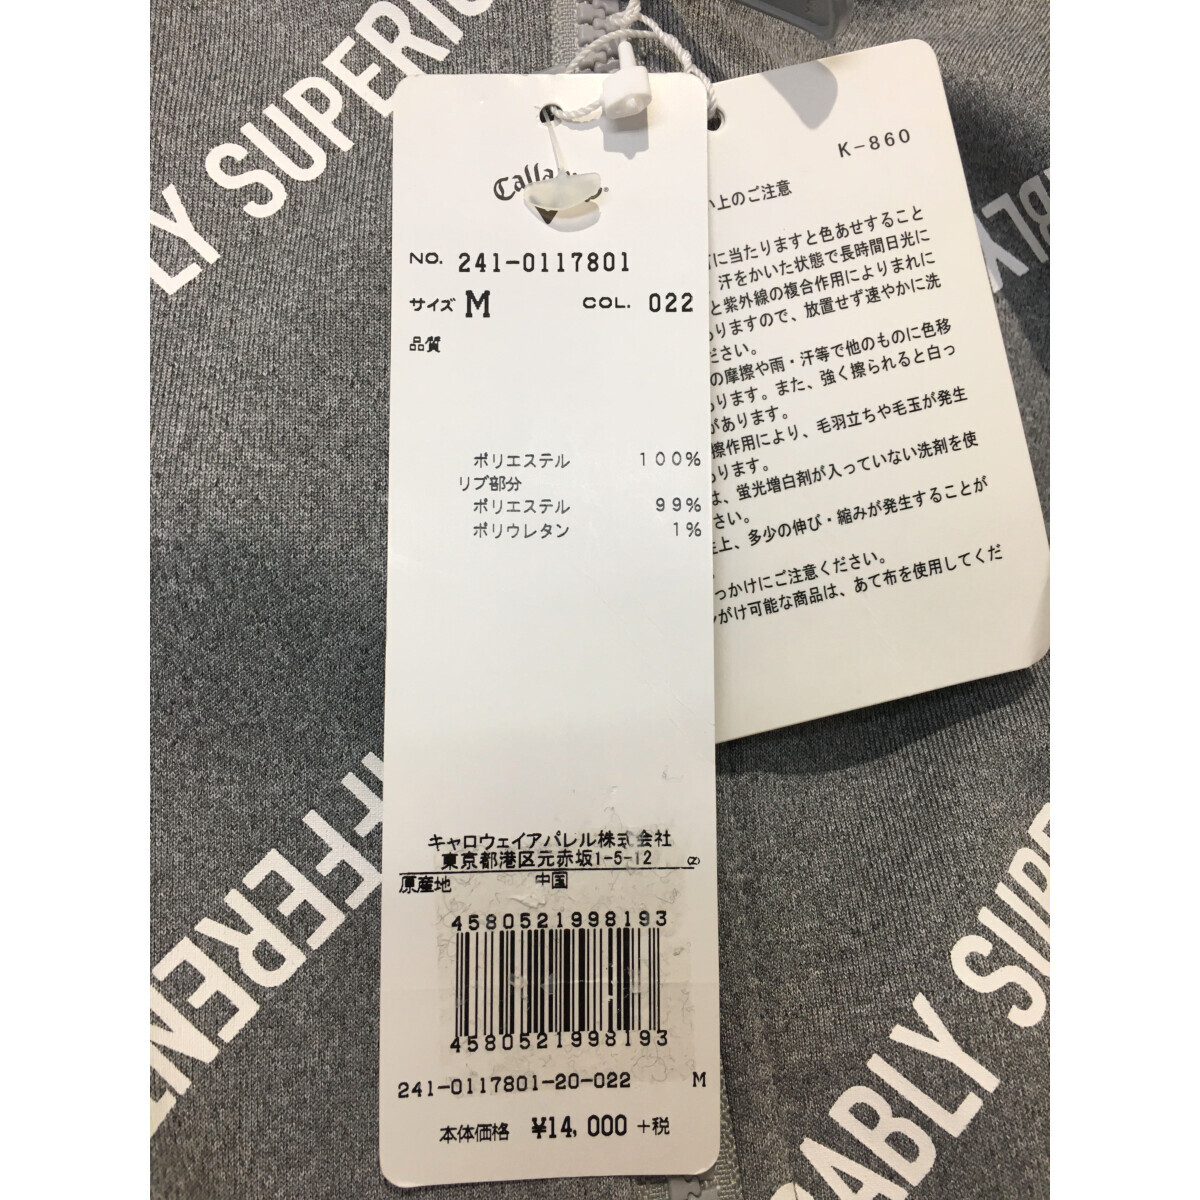 NO. 241-0117801
サイズ M COL. 022
品質
ポリエステル 100%
リブ部分
ポリエステル 99%
ポリウレタン 1%
キャロウェイアパレル株式会社
東京都港区元赤坂1-5-12
原産地 中国
4580521998193
4580521998193
241-0117801-20-022 M
本体価格 ¥14,000 +税
K-860
上のご注意
に当たりますと色あせすること
汗をかいた状態で長時間日光に
と紫外線の複合作用によりまれに
りますので、放置せず速やかに洗
ださい。
の摩擦や雨・汗等で他のものに色移
ります。また、強く擦られると白っ
があります。
擦作用により、毛羽立ちや毛玉が発生
ります。
は、蛍光増白剤が入っていない洗剤を使
さい。
上、多少の伸び・縮みが発生することが
っかけにご注意ください。
がけ可能な商品は、あて布を使用してくだ
BLY SUPERIO
BLY
FFEREN
ABLY SUP